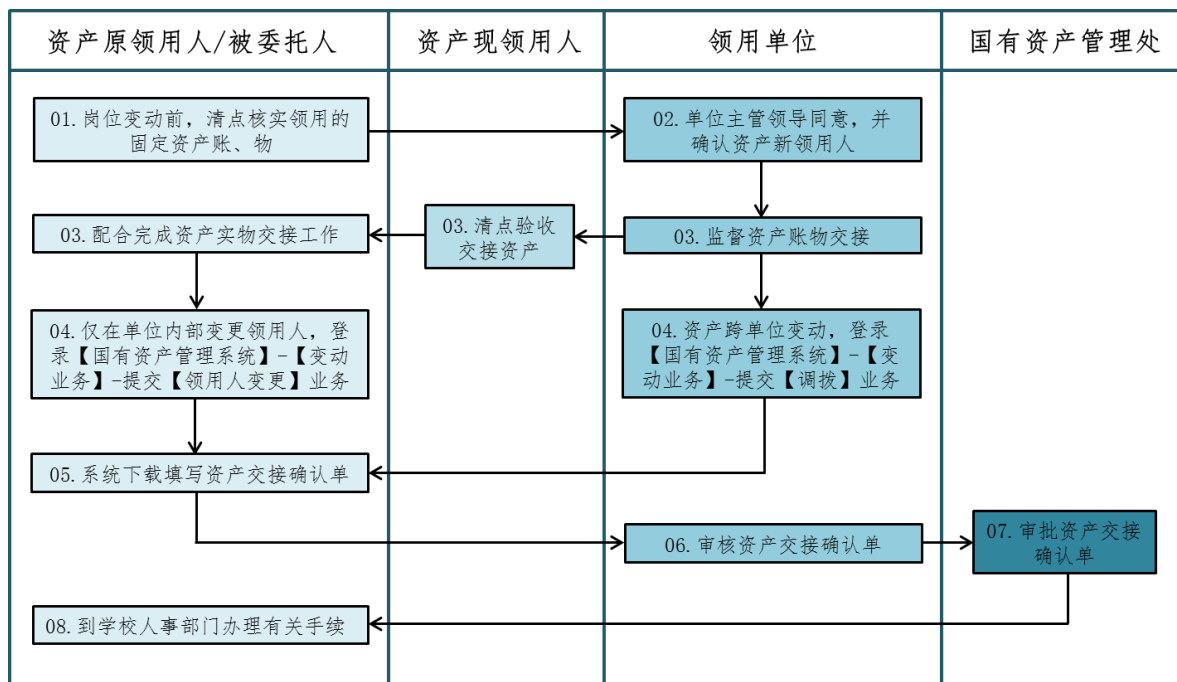 资产原领用人/被委托人
资产现领用人
领用单位
国有资产管理处
01.岗位变动前，清点核实领用的
固定资产账、物
02.单位主管领导同意，并
确认资产新领用人
03.配合完成资产实物交接工作
03.清点验收
交接资产
03.监督资产账物交接
04.仅在单位内部变更领用人，登
录【国有资产管理系统】-【变动
业务】-提交【领用人变更】业务
04.资产跨单位变动，登录
【国有资产管理系统】-【变
动业务】-提交【调拨】业务
05.系统下载填写资产交接确认单
06.审核资产交接确认单
07.审批资产交接
确认单
08.到学校人事部门办理有关手续